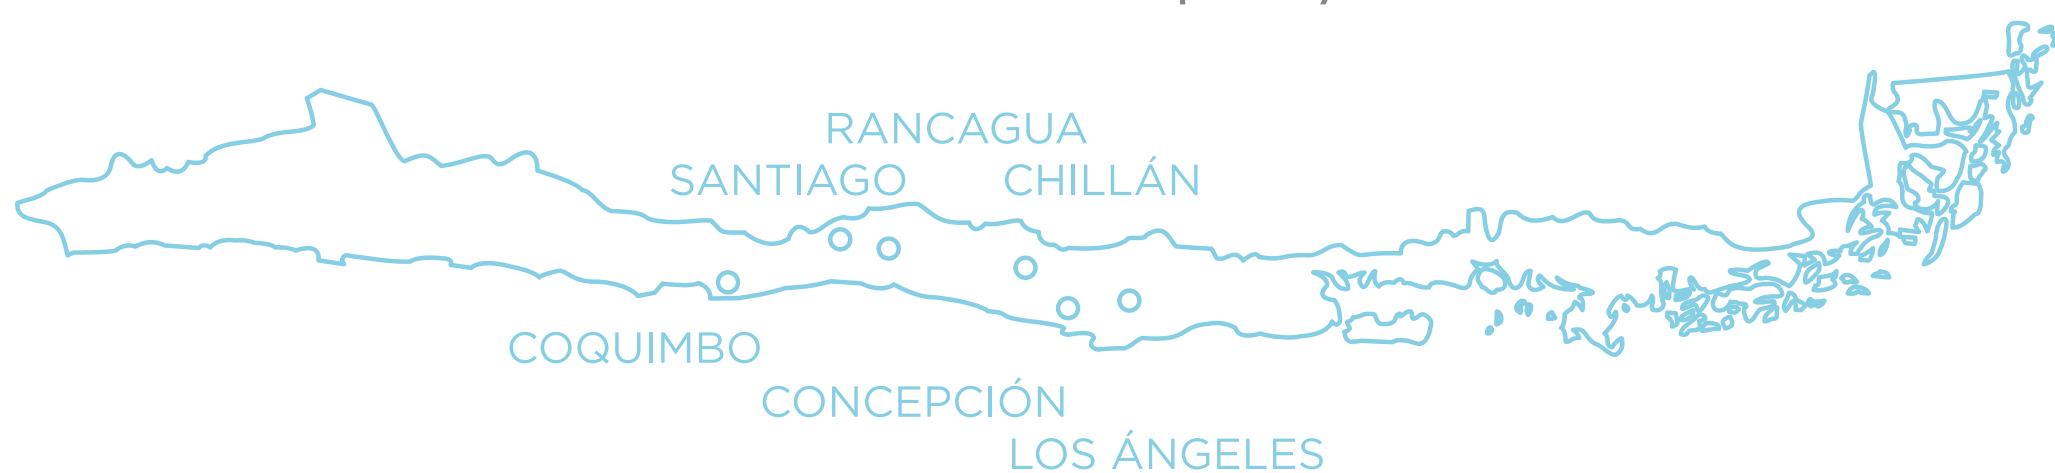 RANCAGUA
SANTIAGO CHILLÁN
COQUIMBO
CONCEPCIÓN
LOS ÁNGELES